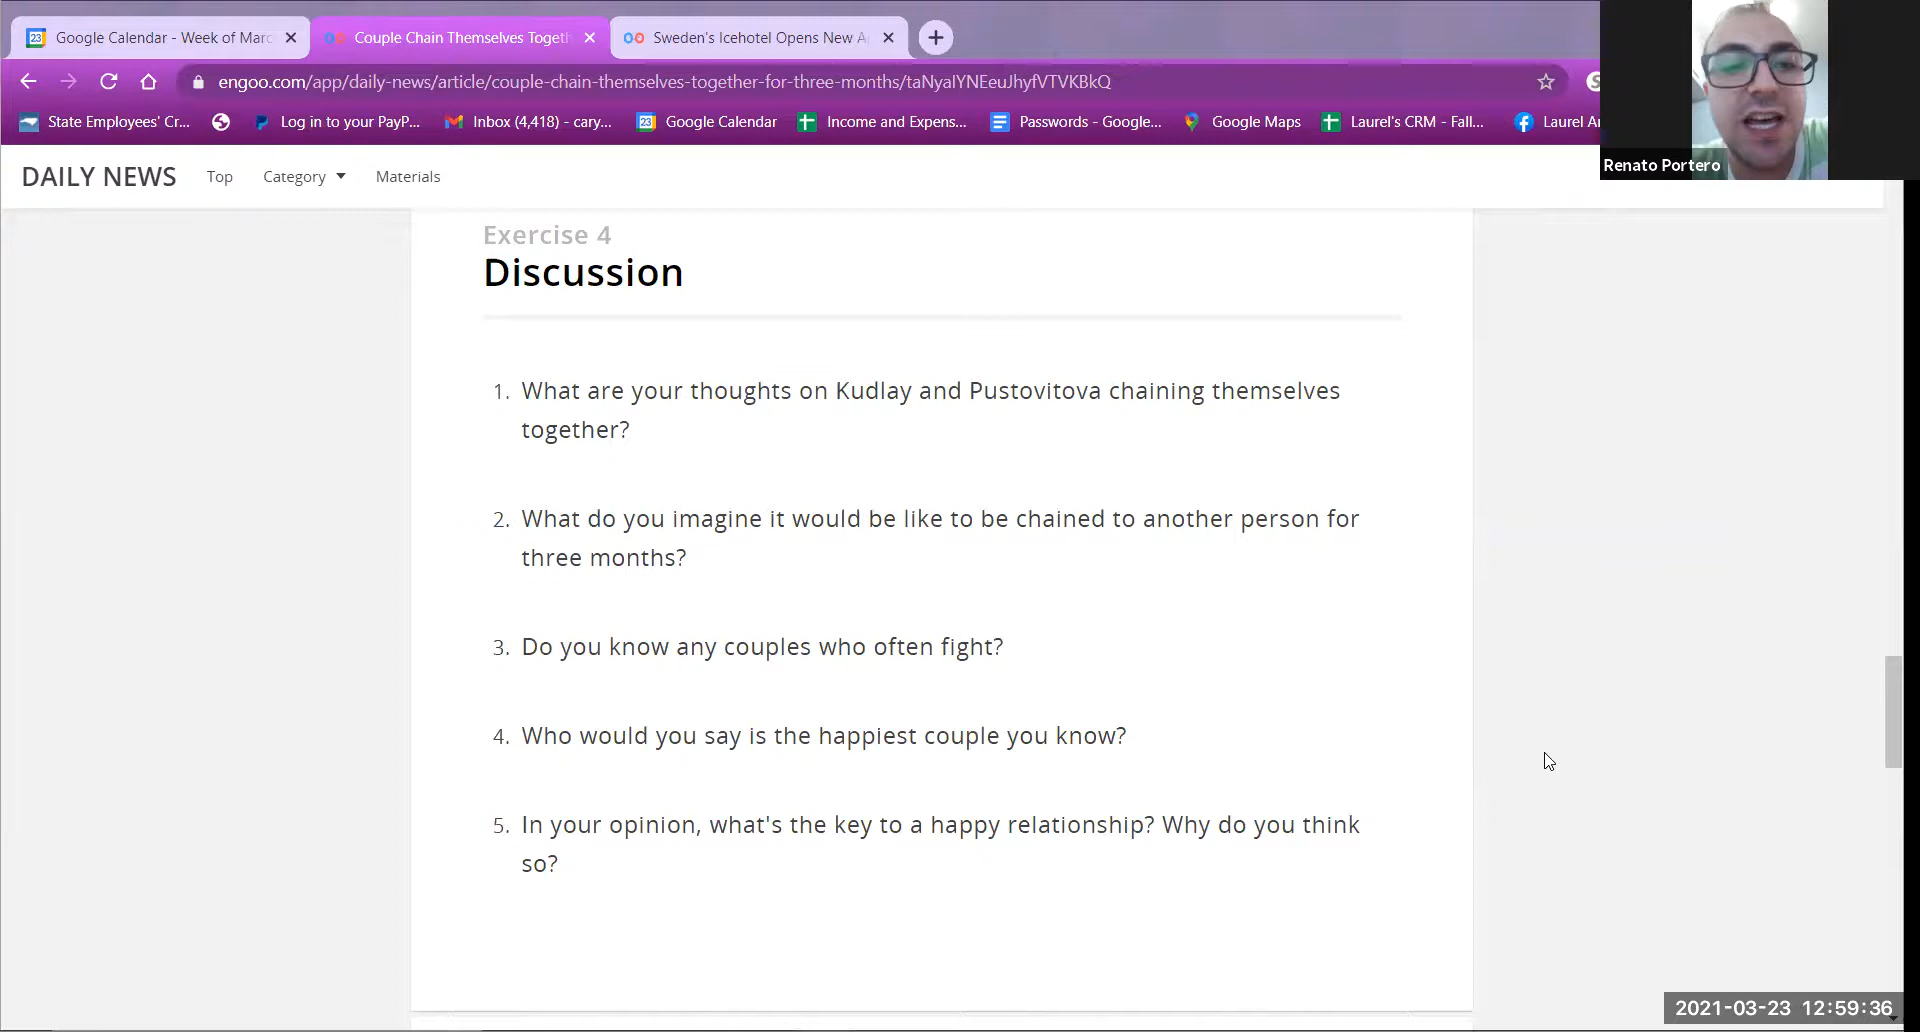 Google Calendar - Week of Marc
Couple Chain Themselves Togeth
Sweden's Icehotel Opens New A
engoo.com/app/daily-news/article/couple-chain-themselves-together-for-three-months/taNyaIYNEeuJhyfVTVKBkQ
State Employees' Cr... Log in to your PayP... Inbox (4,418) - cary... Google Calendar Income and Expens... Passwords - Google... Google Maps Laurel's CRM - Fall... Laurel Ar
Renato Portero
DAILY NEWS Top Category Materials
Exercise 4
Discussion
1. What are your thoughts on Kudlay and Pustovitova chaining themselves
together?
2. What do you imagine it would be like to be chained to another person for
three months?
3. Do you know any couples who often fight?
4. Who would you say is the happiest couple you know?
5. In your opinion, what's the key to a happy relationship? Why do you think
so?
2021-03-23 12:59:36